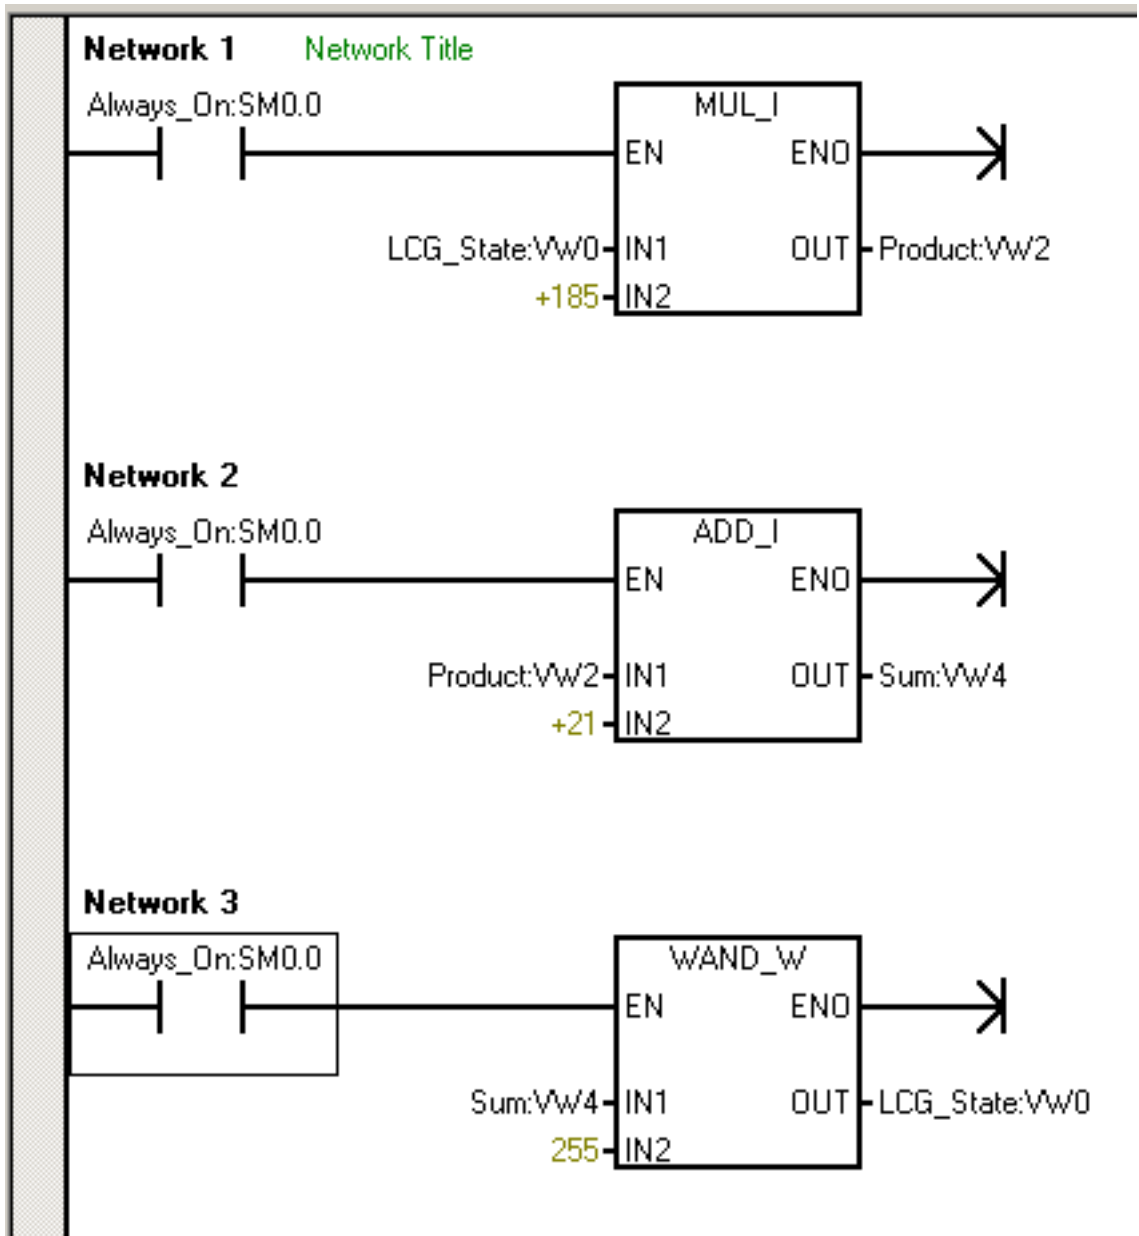 Network 1 Network Title
Always_On:SM0.0
MUL_I
EN ENO
LCG_State:VW0 IN1 OUT Product:VW2
+185 IN2
Network 2
Always_On:SM0.0
ADD_I
EN ENO
Product:VW2 IN1 OUT Sum:VW4
+21 IN2
Network 3
Always_On:SM0.0
WAND_W
EN ENO
Sum:VW4 IN1 OUT LCG_State:VW0
255 IN2